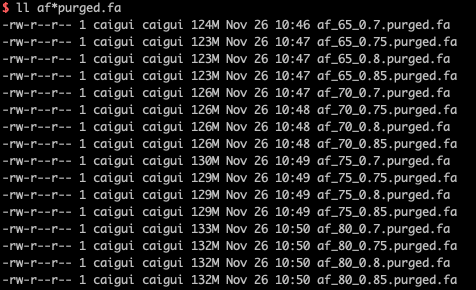 $ ll af*purged.fa
-rw-r--r-- 1 caigui caigui 124M Nov 26 10:46 af_65_0.7.purged.fa
-rw-r--r-- 1 caigui caigui 123M Nov 26 10:47 af_65_0.75.purged.fa
-rw-r--r-- 1 caigui caigui 123M Nov 26 10:47 af_65_0.8.purged.fa
-rw-r--r-- 1 caigui caigui 123M Nov 26 10:47 af_65_0.85.purged.fa
-rw-r--r-- 1 caigui caigui 126M Nov 26 10:47 af_70_0.7.purged.fa
-rw-r--r-- 1 caigui caigui 126M Nov 26 10:48 af_70_0.75.purged.fa
-rw-r--r-- 1 caigui caigui 126M Nov 26 10:48 af_70_0.8.purged.fa
-rw-r--r-- 1 caigui caigui 126M Nov 26 10:48 af_70_0.85.purged.fa
-rw-r--r-- 1 caigui caigui 130M Nov 26 10:49 af_75_0.7.purged.fa
-rw-r--r-- 1 caigui caigui 129M Nov 26 10:49 af_75_0.75.purged.fa
-rw-r--r-- 1 caigui caigui 129M Nov 26 10:49 af_75_0.8.purged.fa
-rw-r--r-- 1 caigui caigui 129M Nov 26 10:49 af_75_0.85.purged.fa
-rw-r--r-- 1 caigui caigui 133M Nov 26 10:50 af_80_0.7.purged.fa
-rw-r--r-- 1 caigui caigui 132M Nov 26 10:50 af_80_0.75.purged.fa
-rw-r--r-- 1 caigui caigui 132M Nov 26 10:50 af_80_0.8.purged.fa
-rw-r--r-- 1 caigui caigui 132M Nov 26 10:50 af_80_0.85.purged.fa